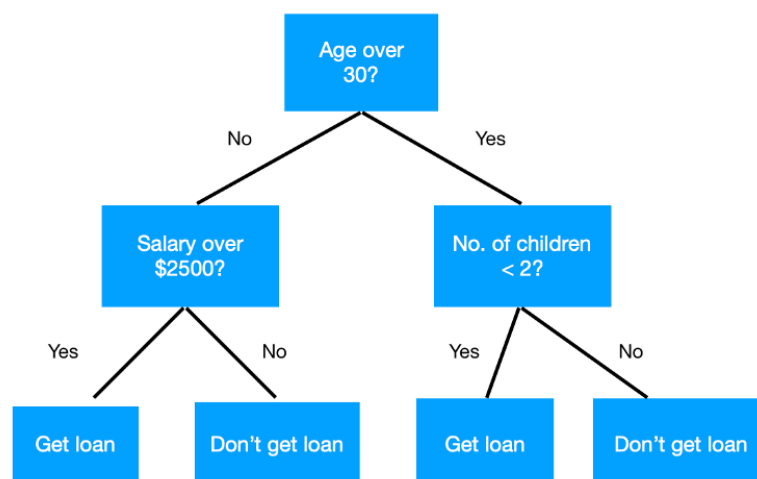 Age over
30?
No
Yes
Salary over
$2500?
No. of children
< 2?
Yes
No
Yes
No
Get loan
Don’t get loan
Get loan
Don’t get loan